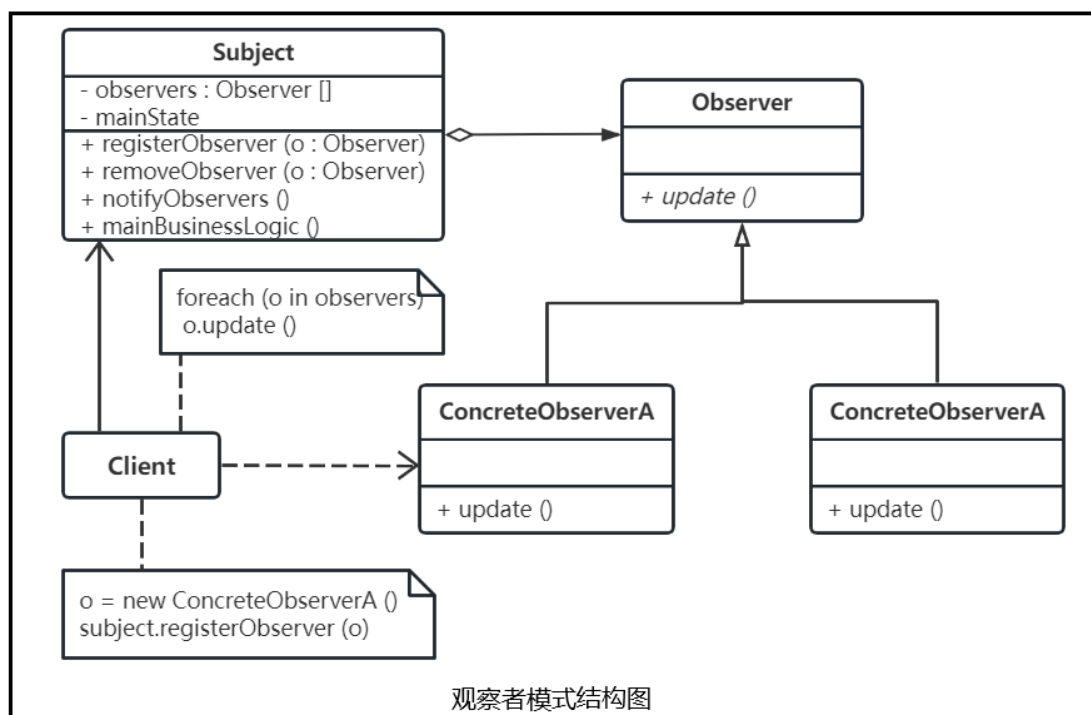 Subject
- observers : Observer []
- mainState
+ registerObserver (o : Observer)
+ removeObserver (o : Observer)
+ notifyObservers ()
+ mainBusinessLogic ()
Observer
+ update ()
foreach (o in observers)
o.update ()
ConcreteObserverA
+ update ()
ConcreteObserverA
+ update ()
Client
o = new ConcreteObserverA ()
subject.registerObserver (o)
观察者模式结构图